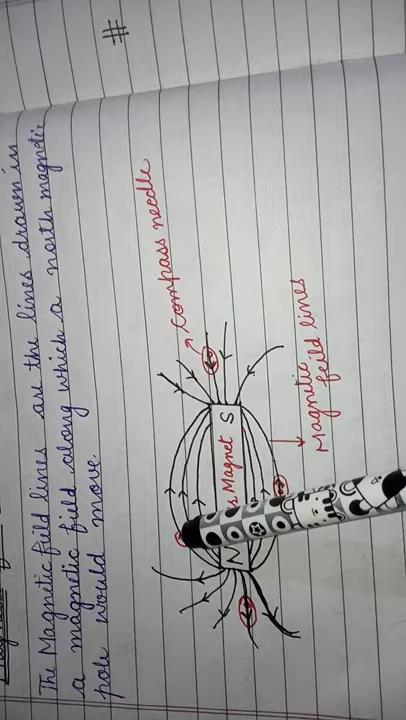 The Magnetic field lines are the lines drawn in
a magnetic field along which a north magnetic
pole would move.
#
compass needle
Magnet S
N
Magnetic
feild lines